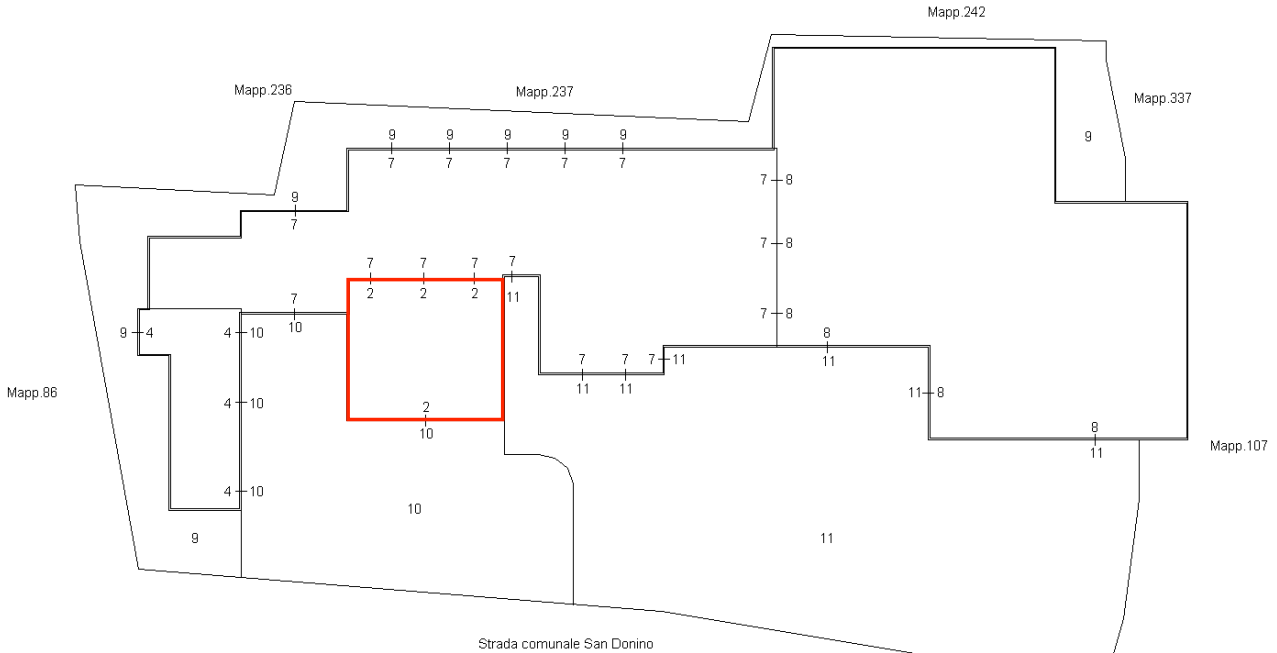 Mapp.242
Mapp.236
Mapp.237
Mapp.337
9 9 9 9 9
9
7 7 7 7 7
7 8
9
7
7 8
7 7 7 7
2 2 2 11
7
10
7 8
9 4
4 10
8
11
7 7 7 11
11 11
Mapp.86
11 8
4 10
2
10
8
11
Mapp.107
4 10
10
9
11
Strada comunale San Donino